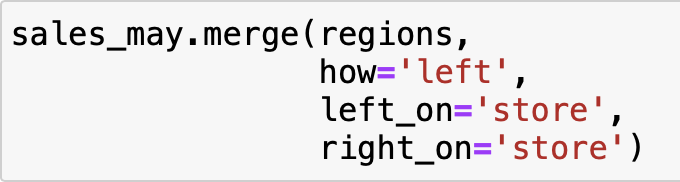 sales_may.merge(regions,
how='left',
left_on='store',
right_on='store')